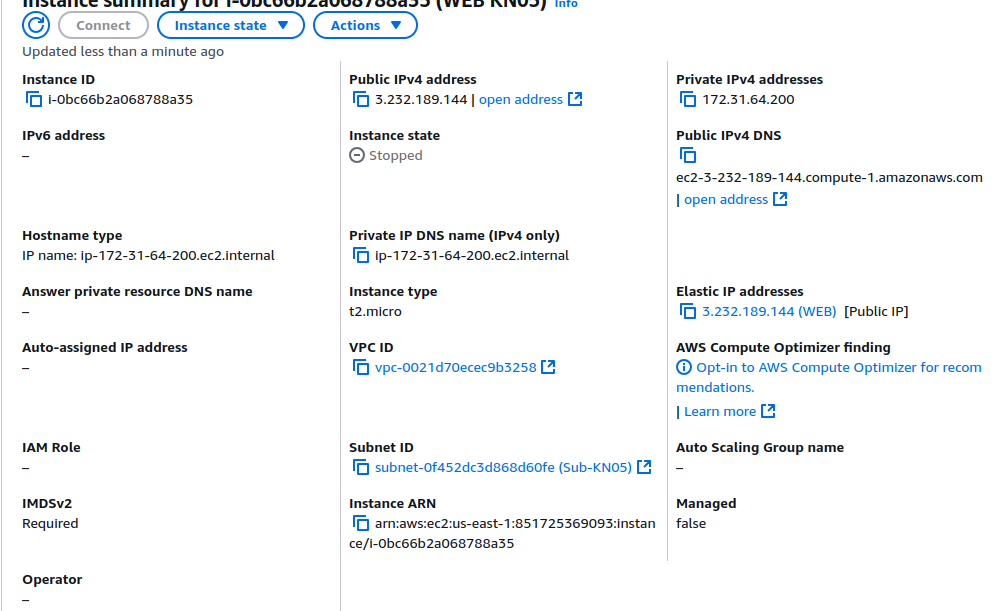 Instance summary for i-0bc66b2a068788a35 (WEB KN05) Info
Connect Instance state Actions
Updated less than a minute ago
Instance ID
i-0bc66b2a068788a35
Public IPv4 address
3.232.189.144 | open address
Private IPv4 addresses
172.31.64.200
IPv6 address
–
Instance state
Stopped
Public IPv4 DNS
ec2-3-232-189-144.compute-1.amazonaws.com
| open address
Hostname type
IP name: ip-172-31-64-200.ec2.internal
Private IP DNS name (IPv4 only)
ip-172-31-64-200.ec2.internal
Answer private resource DNS name
–
Instance type
t2.micro
Elastic IP addresses
3.232.189.144 (WEB) [Public IP]
Auto-assigned IP address
–
VPC ID
vpc-0021d70ecec9b3258
AWS Compute Optimizer finding
Opt-in to AWS Compute Optimizer for recom
mendations.
| Learn more
IAM Role
–
Subnet ID
subnet-0f452dc3d868d60fe (Sub-KN05)
Auto Scaling Group name
–
IMDSv2
Required
Instance ARN
arn:aws:ec2:us-east-1:851725369093:instan
ce/i-0bc66b2a068788a35
Managed
false
Operator
–